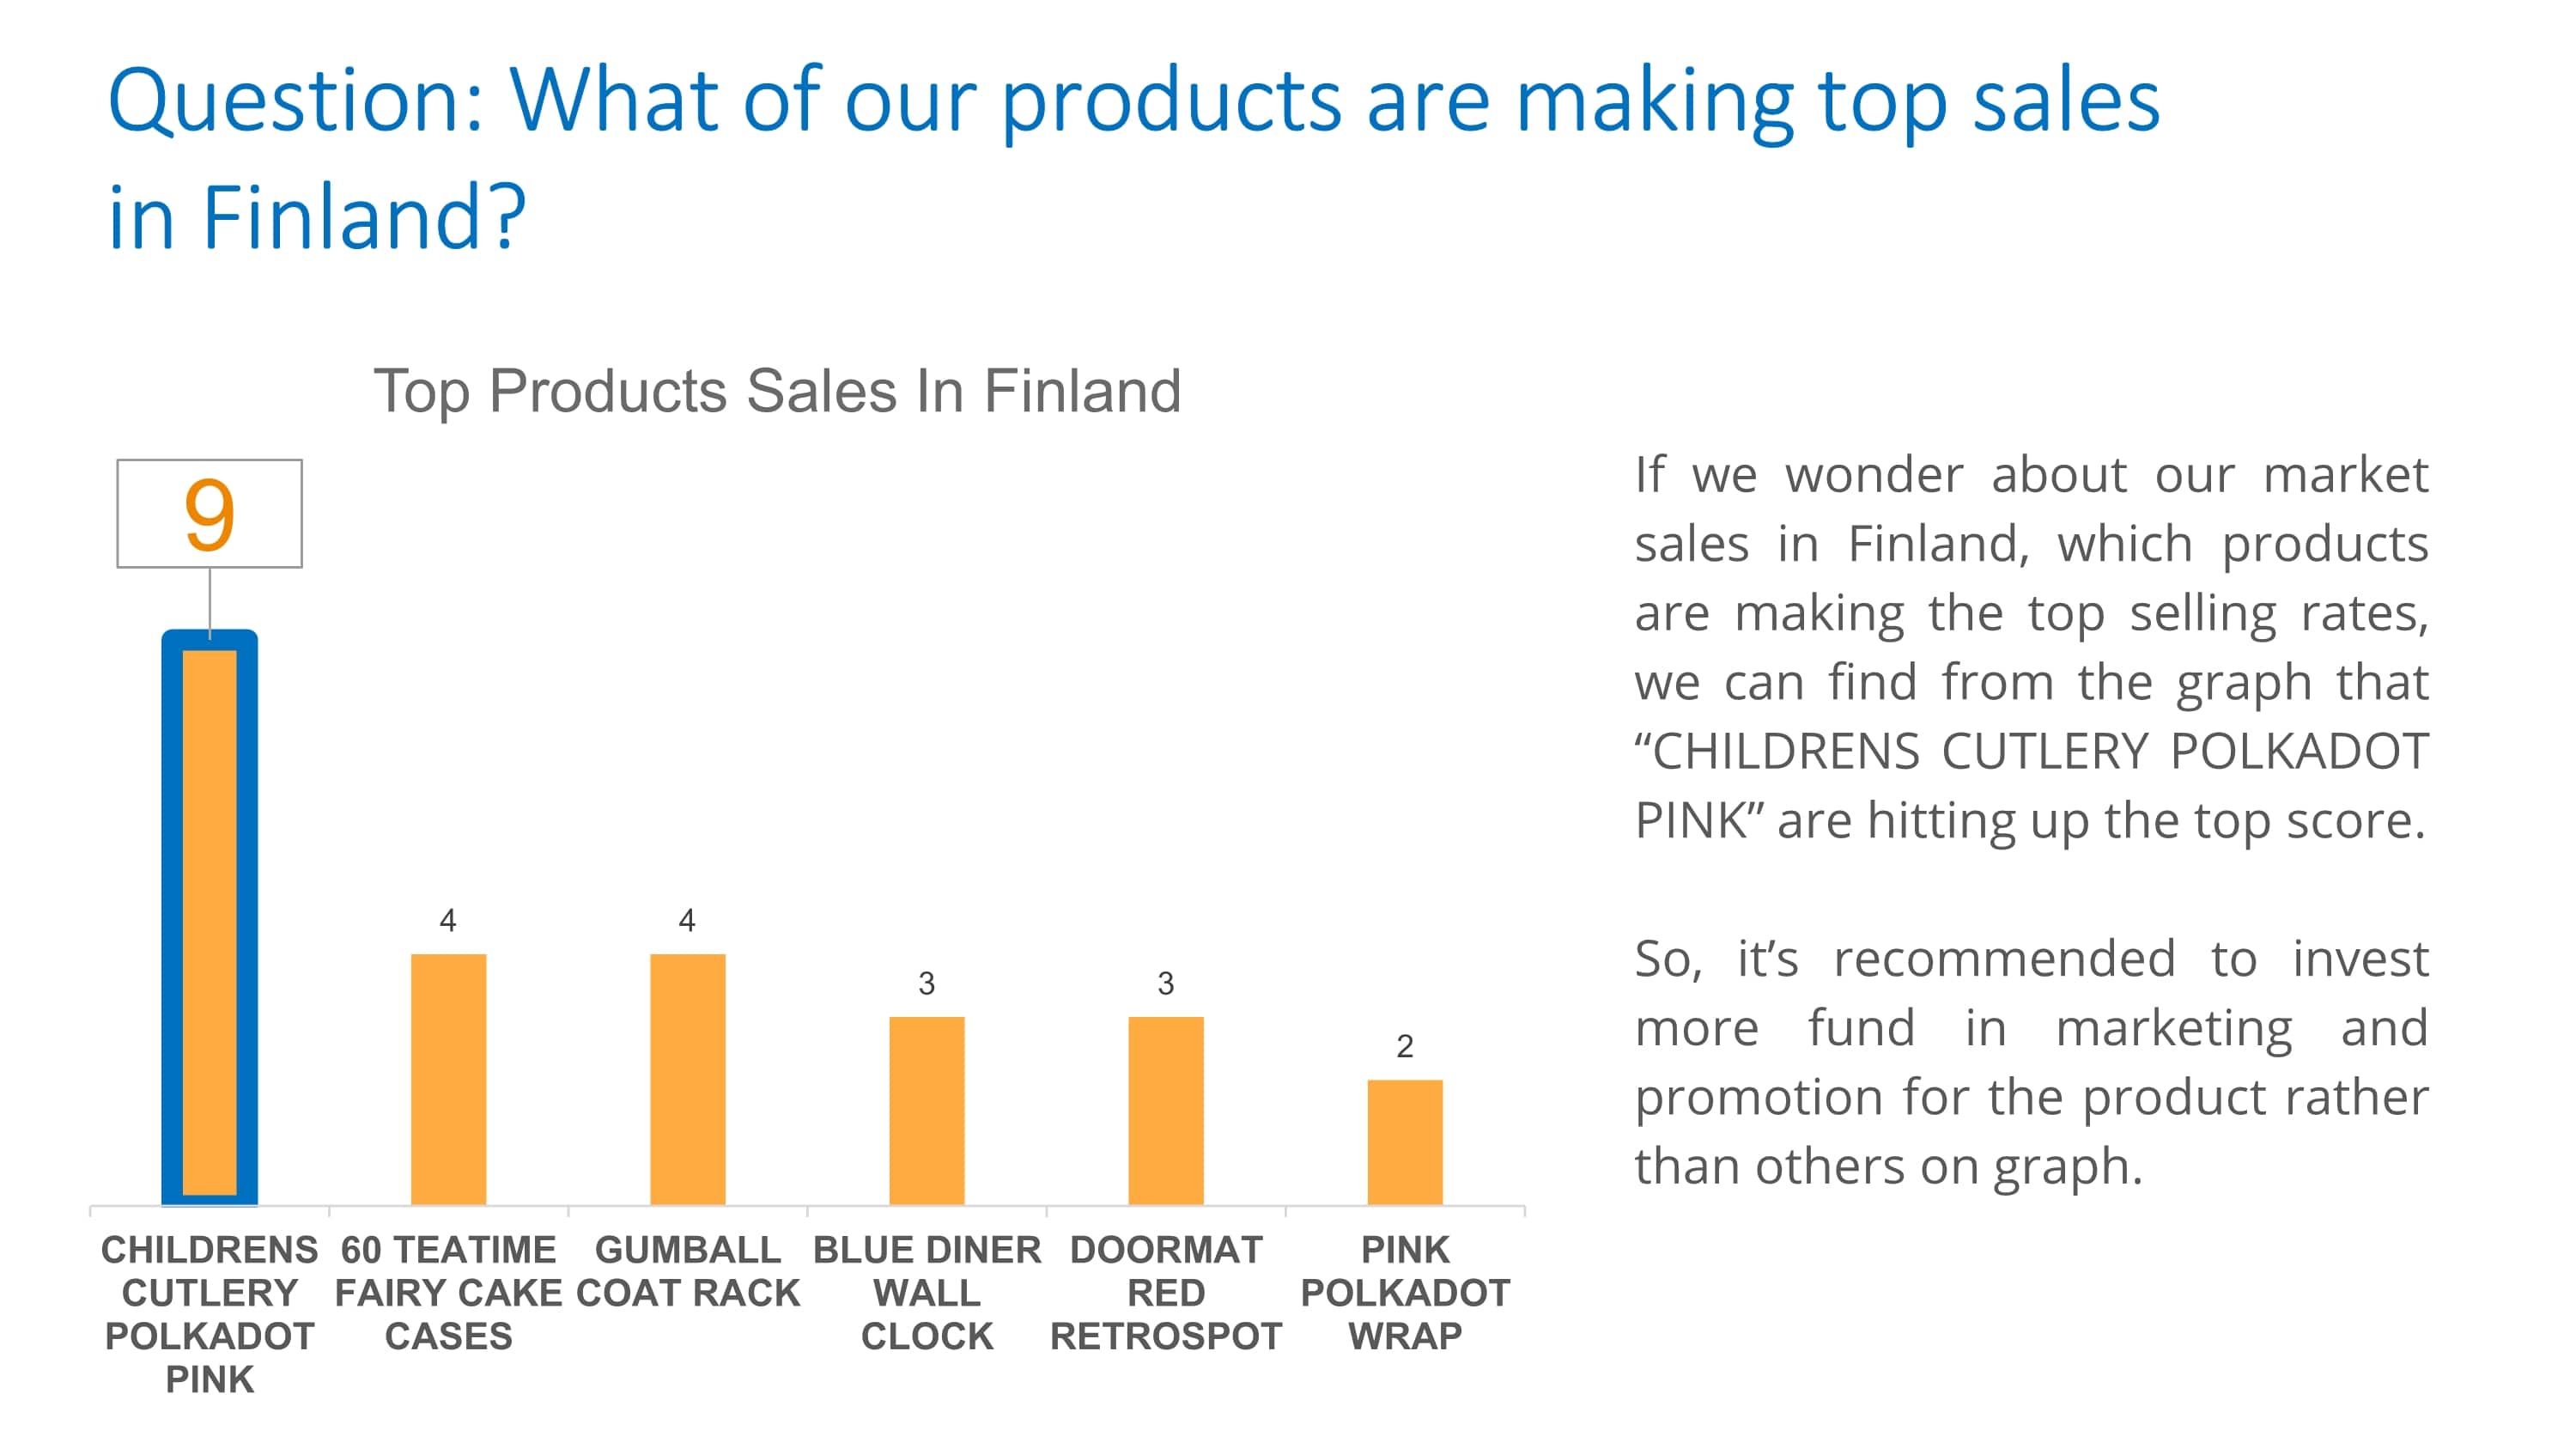 Question: What of our products are making top sales
in Finland?
Top Products Sales In Finland
9
4
4
3
3
2
CHILDRENS
CUTLERY
POLKADOT
PINK
60 TEATIME
FAIRY CAKE
CASES
GUMBALL
COAT RACK
BLUE DINER
WALL
CLOCK
DOORMAT
RED
RETROSPOT
PINK
POLKADOT
WRAP
If we wonder about our market
sales in Finland, which products
are making the top selling rates,
we can find from the graph that
“CHILDRENS CUTLERY POLKADOT
PINK” are hitting up the top score.
So, it’s recommended to invest
more fund in marketing and
promotion for the product rather
than others on graph.